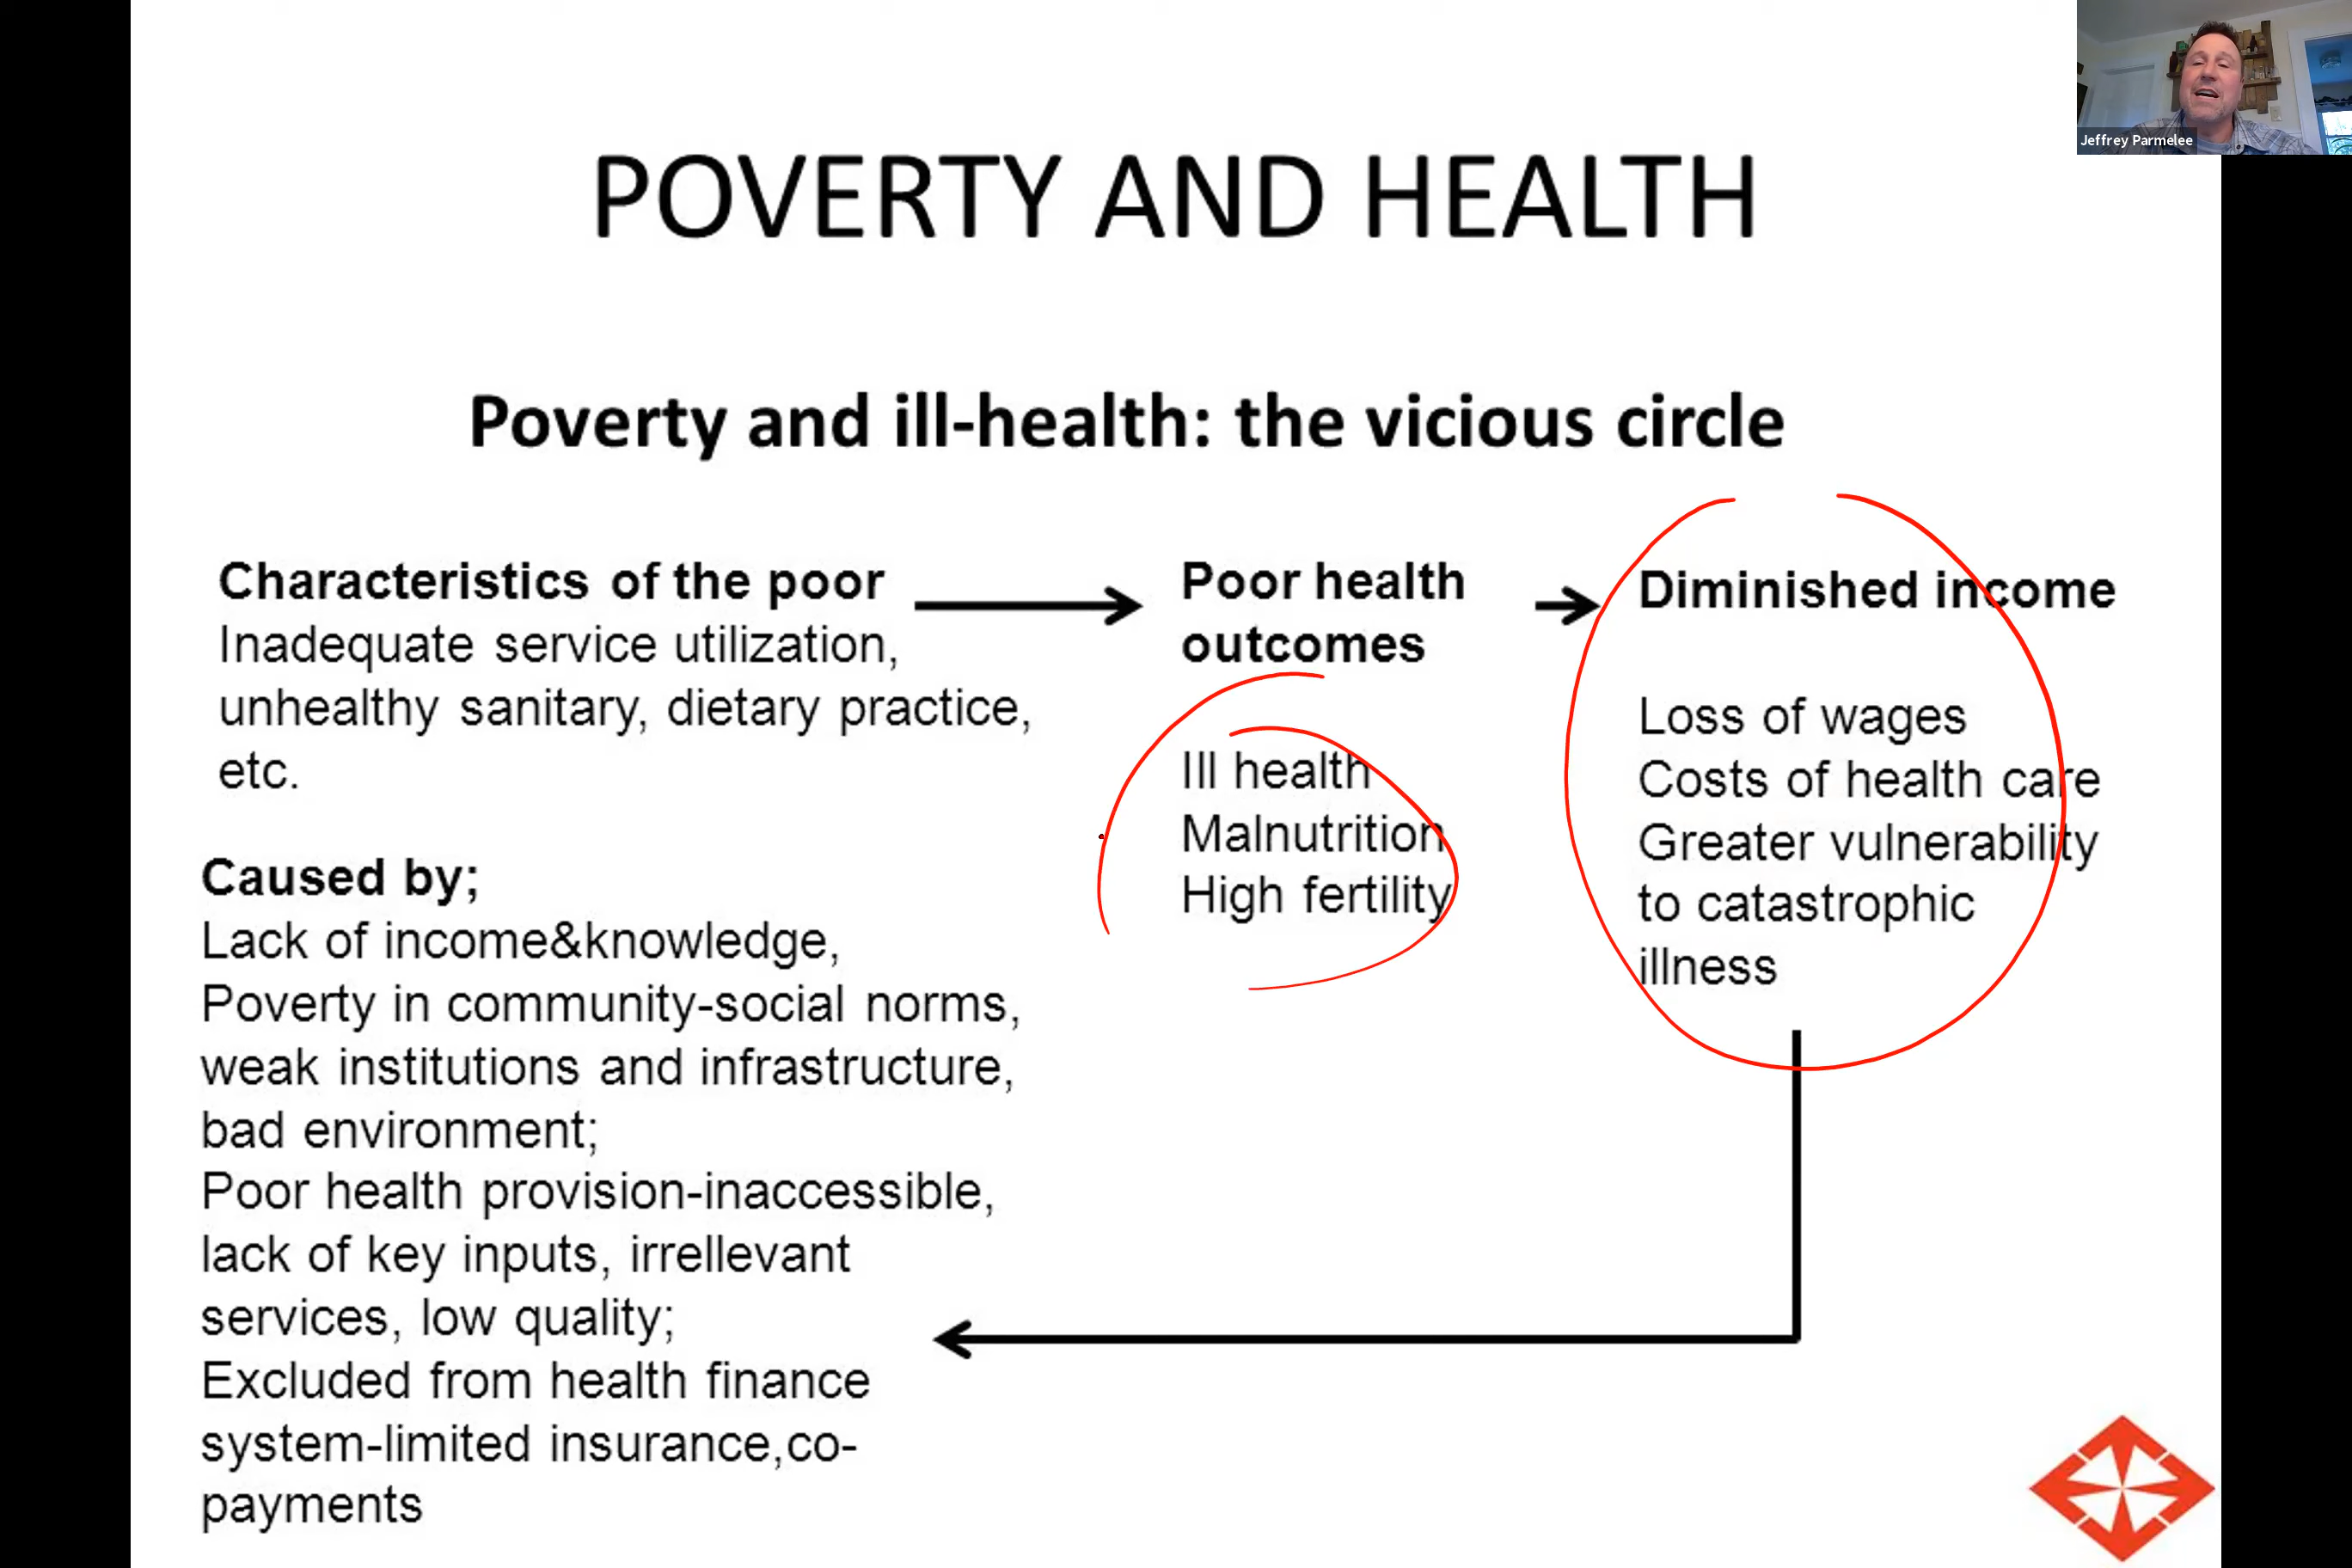 Jeffrey Parmelee
POVERTY AND HEALTH
Poverty and ill-health: the vicious circle
Characteristics of the poor
Inadequate service utilization,
unhealthy sanitary, dietary practice,
etc.
Caused by;
Lack of income&knowledge,
Poverty in community-social norms,
weak institutions and infrastructure,
bad environment;
Poor health provision-inaccessible,
lack of key inputs, irrellevant
services, low quality;
Excluded from health finance
system-limited insurance,co-
payments
Poor health
outcomes
Ill health
Malnutrition
High fertility
Diminished income
Loss of wages
Costs of health care
Greater vulnerability
to catastrophic
illness